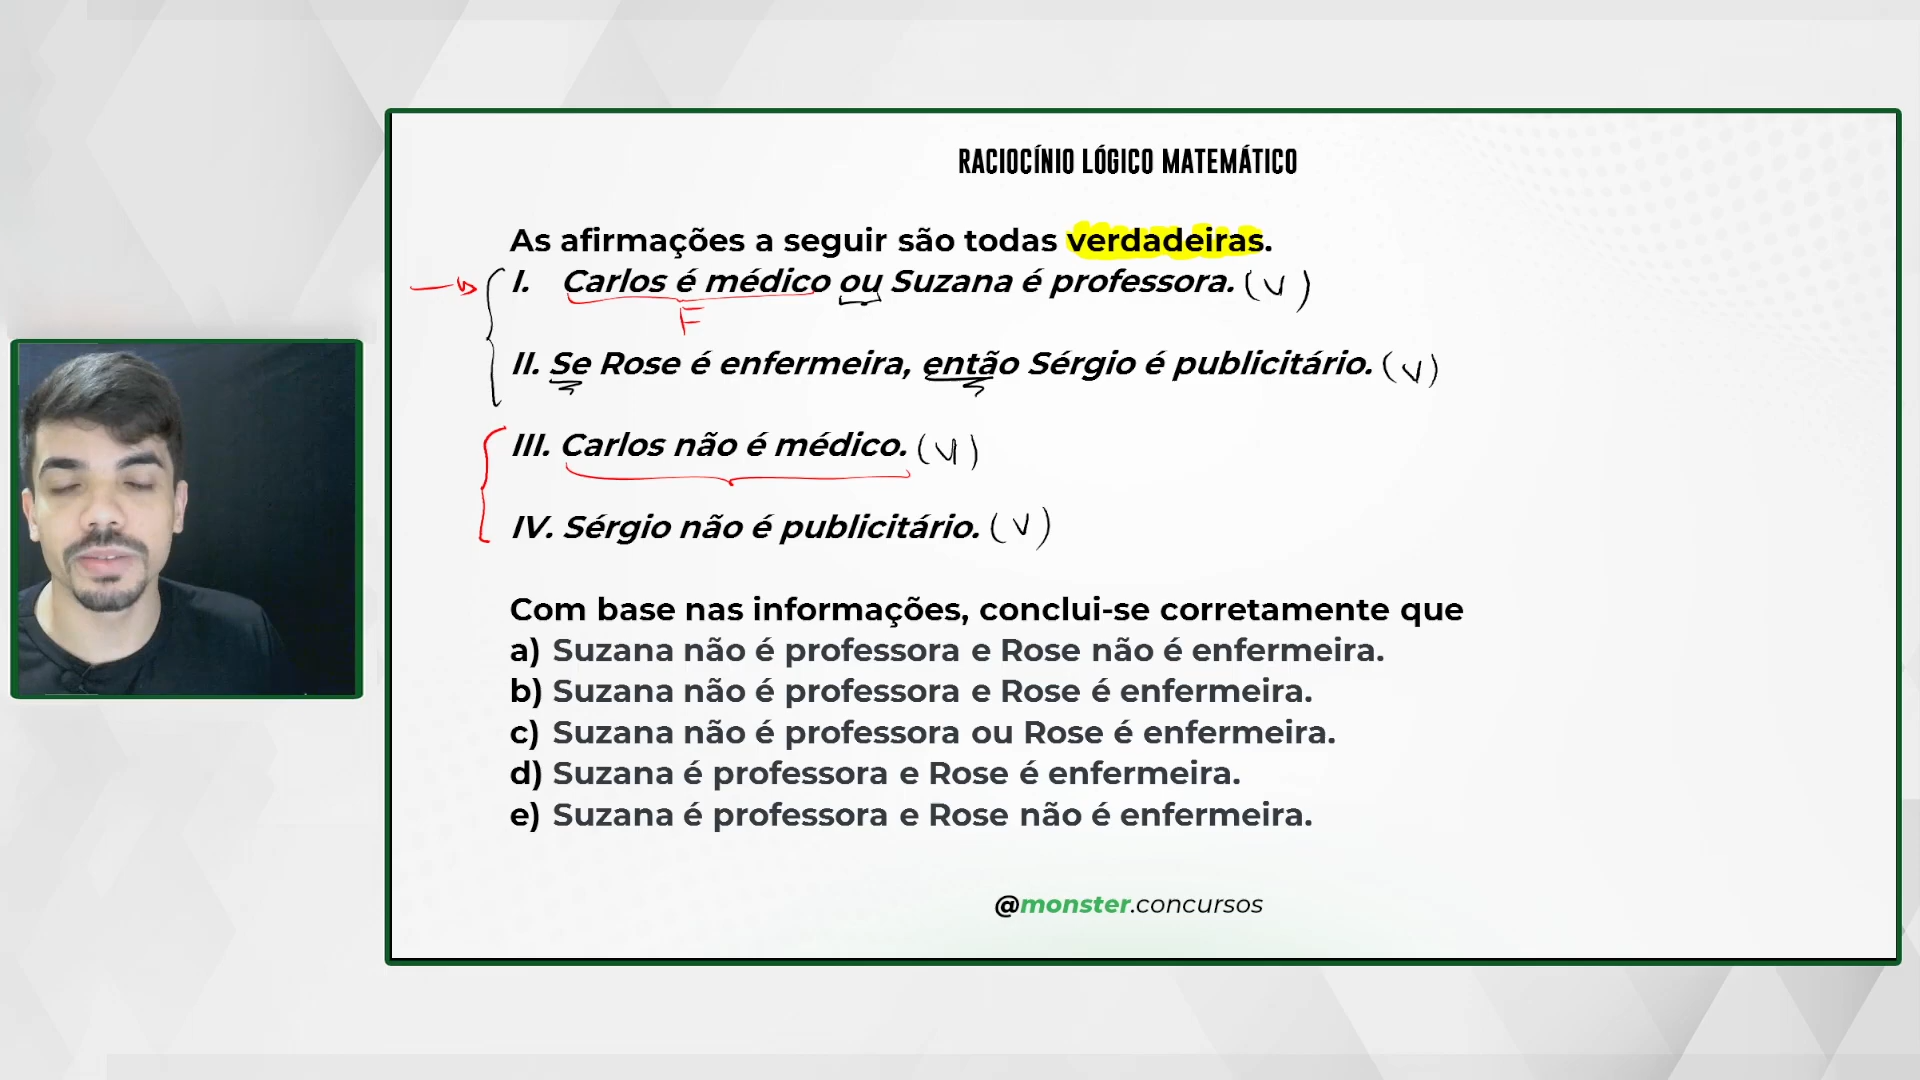 RACIOCÍNIO LÓGICO MATEMÁTICO
As afirmações a seguir são todas verdadeiras.
I. Carlos é médico ou Suzana é professora. (V)
F
II. Se Rose é enfermeira, então Sérgio é publicitário. (V)
III. Carlos não é médico. (V)
IV. Sérgio não é publicitário. (V)
Com base nas informações, conclui-se corretamente que
a) Suzana não é professora e Rose não é enfermeira.
b) Suzana não é professora e Rose é enfermeira.
c) Suzana não é professora ou Rose é enfermeira.
d) Suzana é professora e Rose é enfermeira.
e) Suzana é professora e Rose não é enfermeira.
@monster.concursos